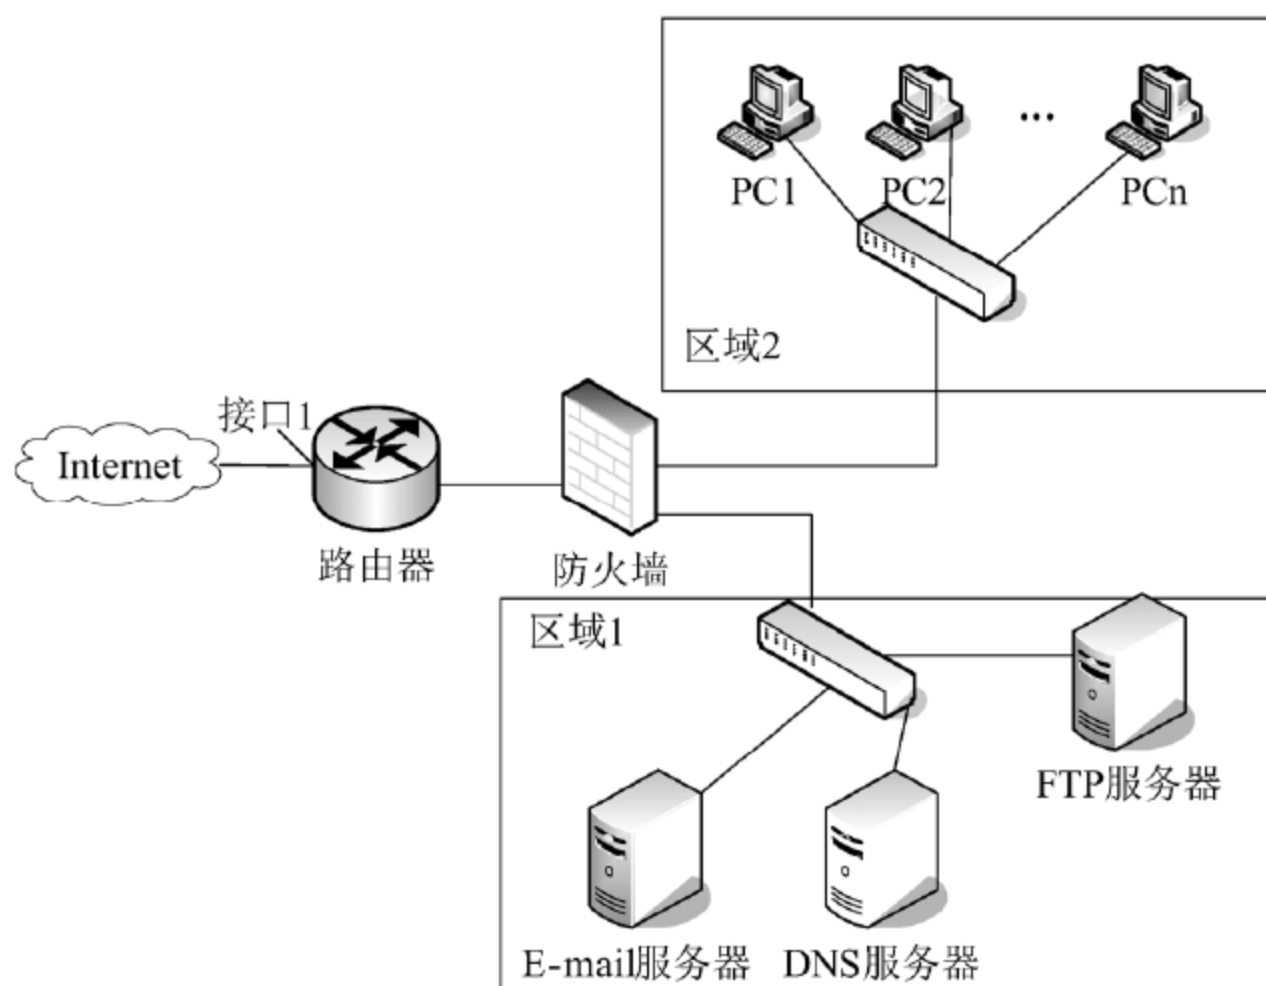 PC1
PC2
...
PCn
区域2
接口1
Internet
路由器
防火墙
区域1
FTP服务器
E-mail服务器
DNS服务器